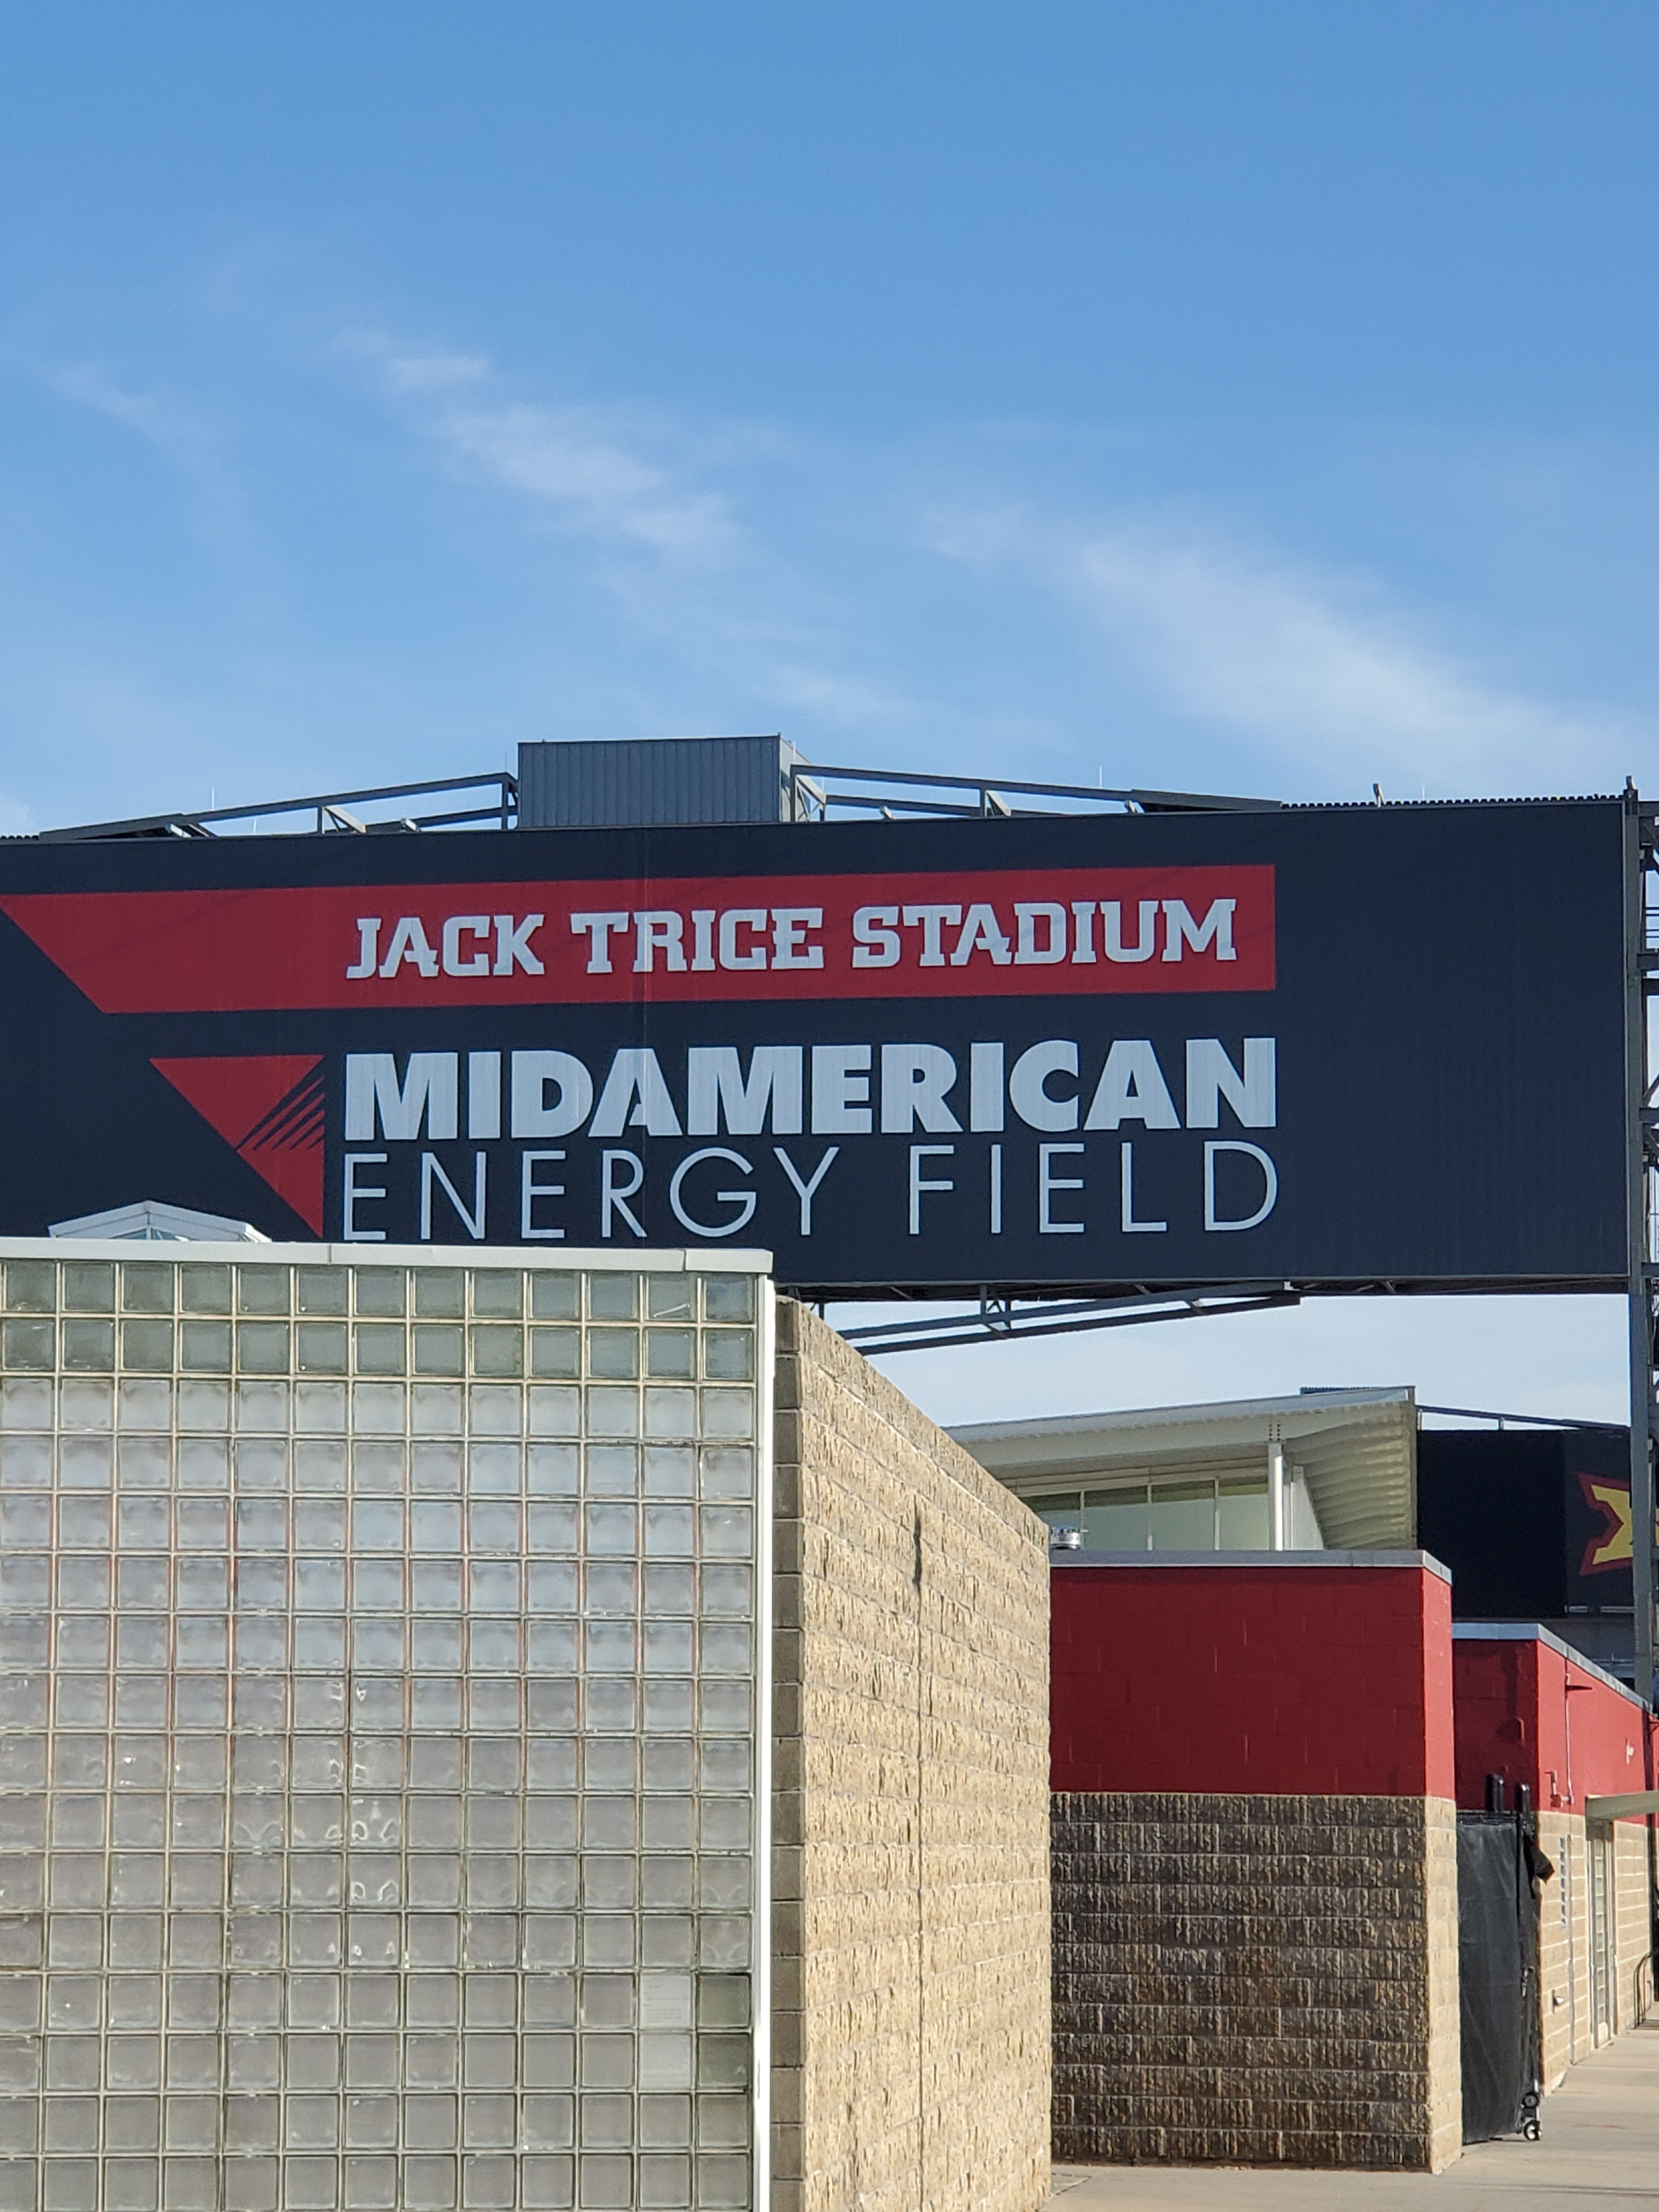 JACK TRICE STADIUM
MIDAMERICAN
ENERGY FIELD